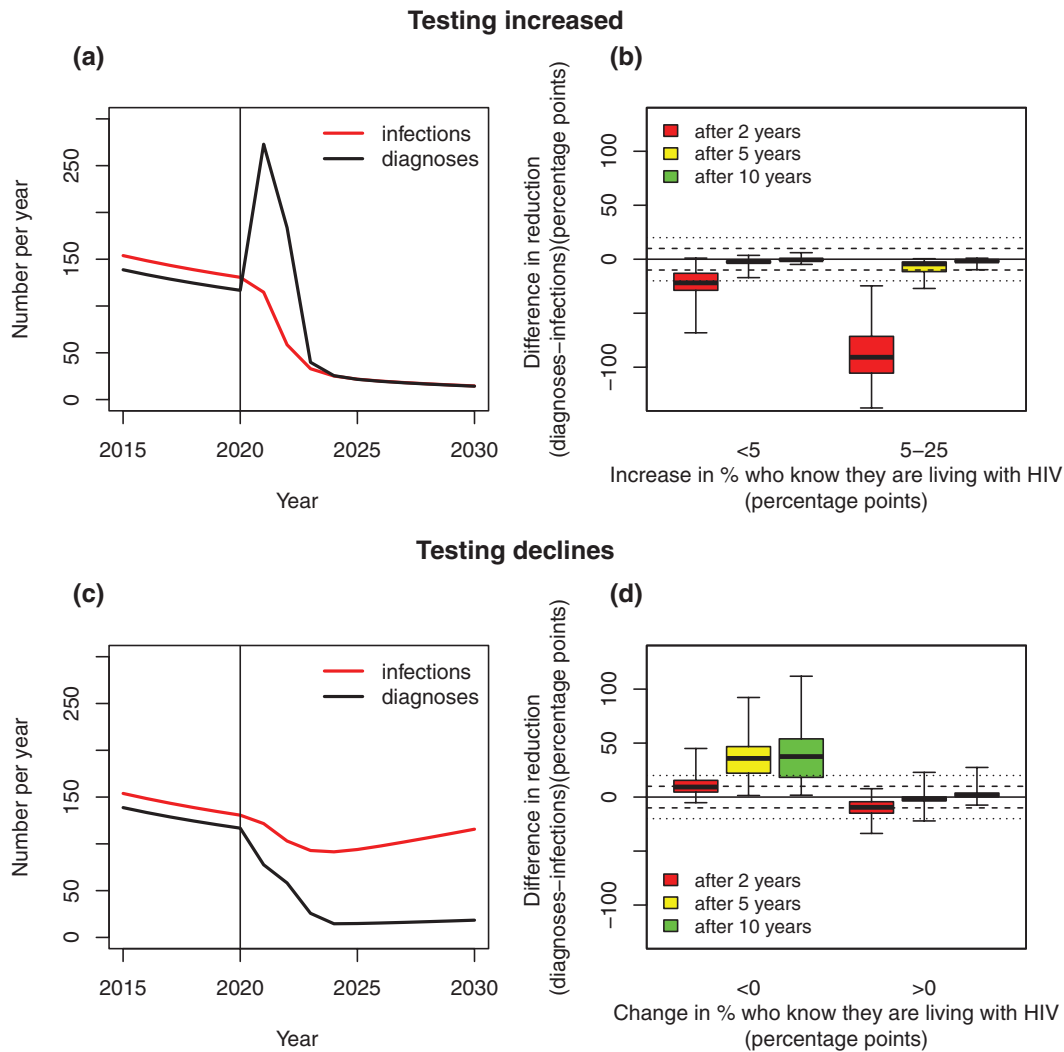 Testing increased
(a)
infections
diagnoses
Number per year
0
50
150
250
2015
2020
2025
2030
Year
(b)
after 2 years
after 5 years
after 10 years
Difference in reduction
(diagnoses−infections)(percentage points)
−100
0
50
100
<5
5−25
Increase in % who know they are living with HIV
(percentage points)
Testing declines
(c)
infections
diagnoses
Number per year
0
50
150
250
2015
2020
2025
2030
Year
(d)
Difference in reduction
(diagnoses−infections)(percentage points)
−100
0
50
100
after 2 years
after 5 years
after 10 years
<0
>0
Change in % who know they are living with HIV
(percentage points)